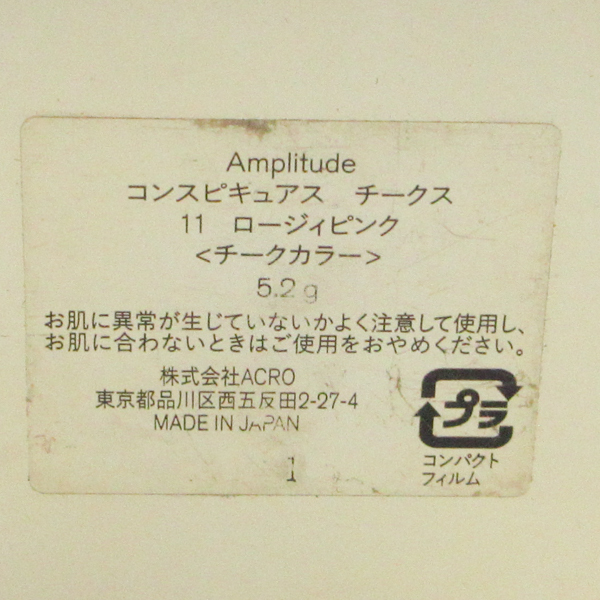 Amplitude
コンスピキュアス　チークス
11　ロージィピンク
<チークカラー>
5.2g
お肌に異常が生じていないかよく注意して使用し、
お肌に合わないときはご使用をおやめください。
株式会社ACRO
東京都品川区西五反田2-27-4
MADE IN JAPAN
1
プラ
コンパクト
フィルム